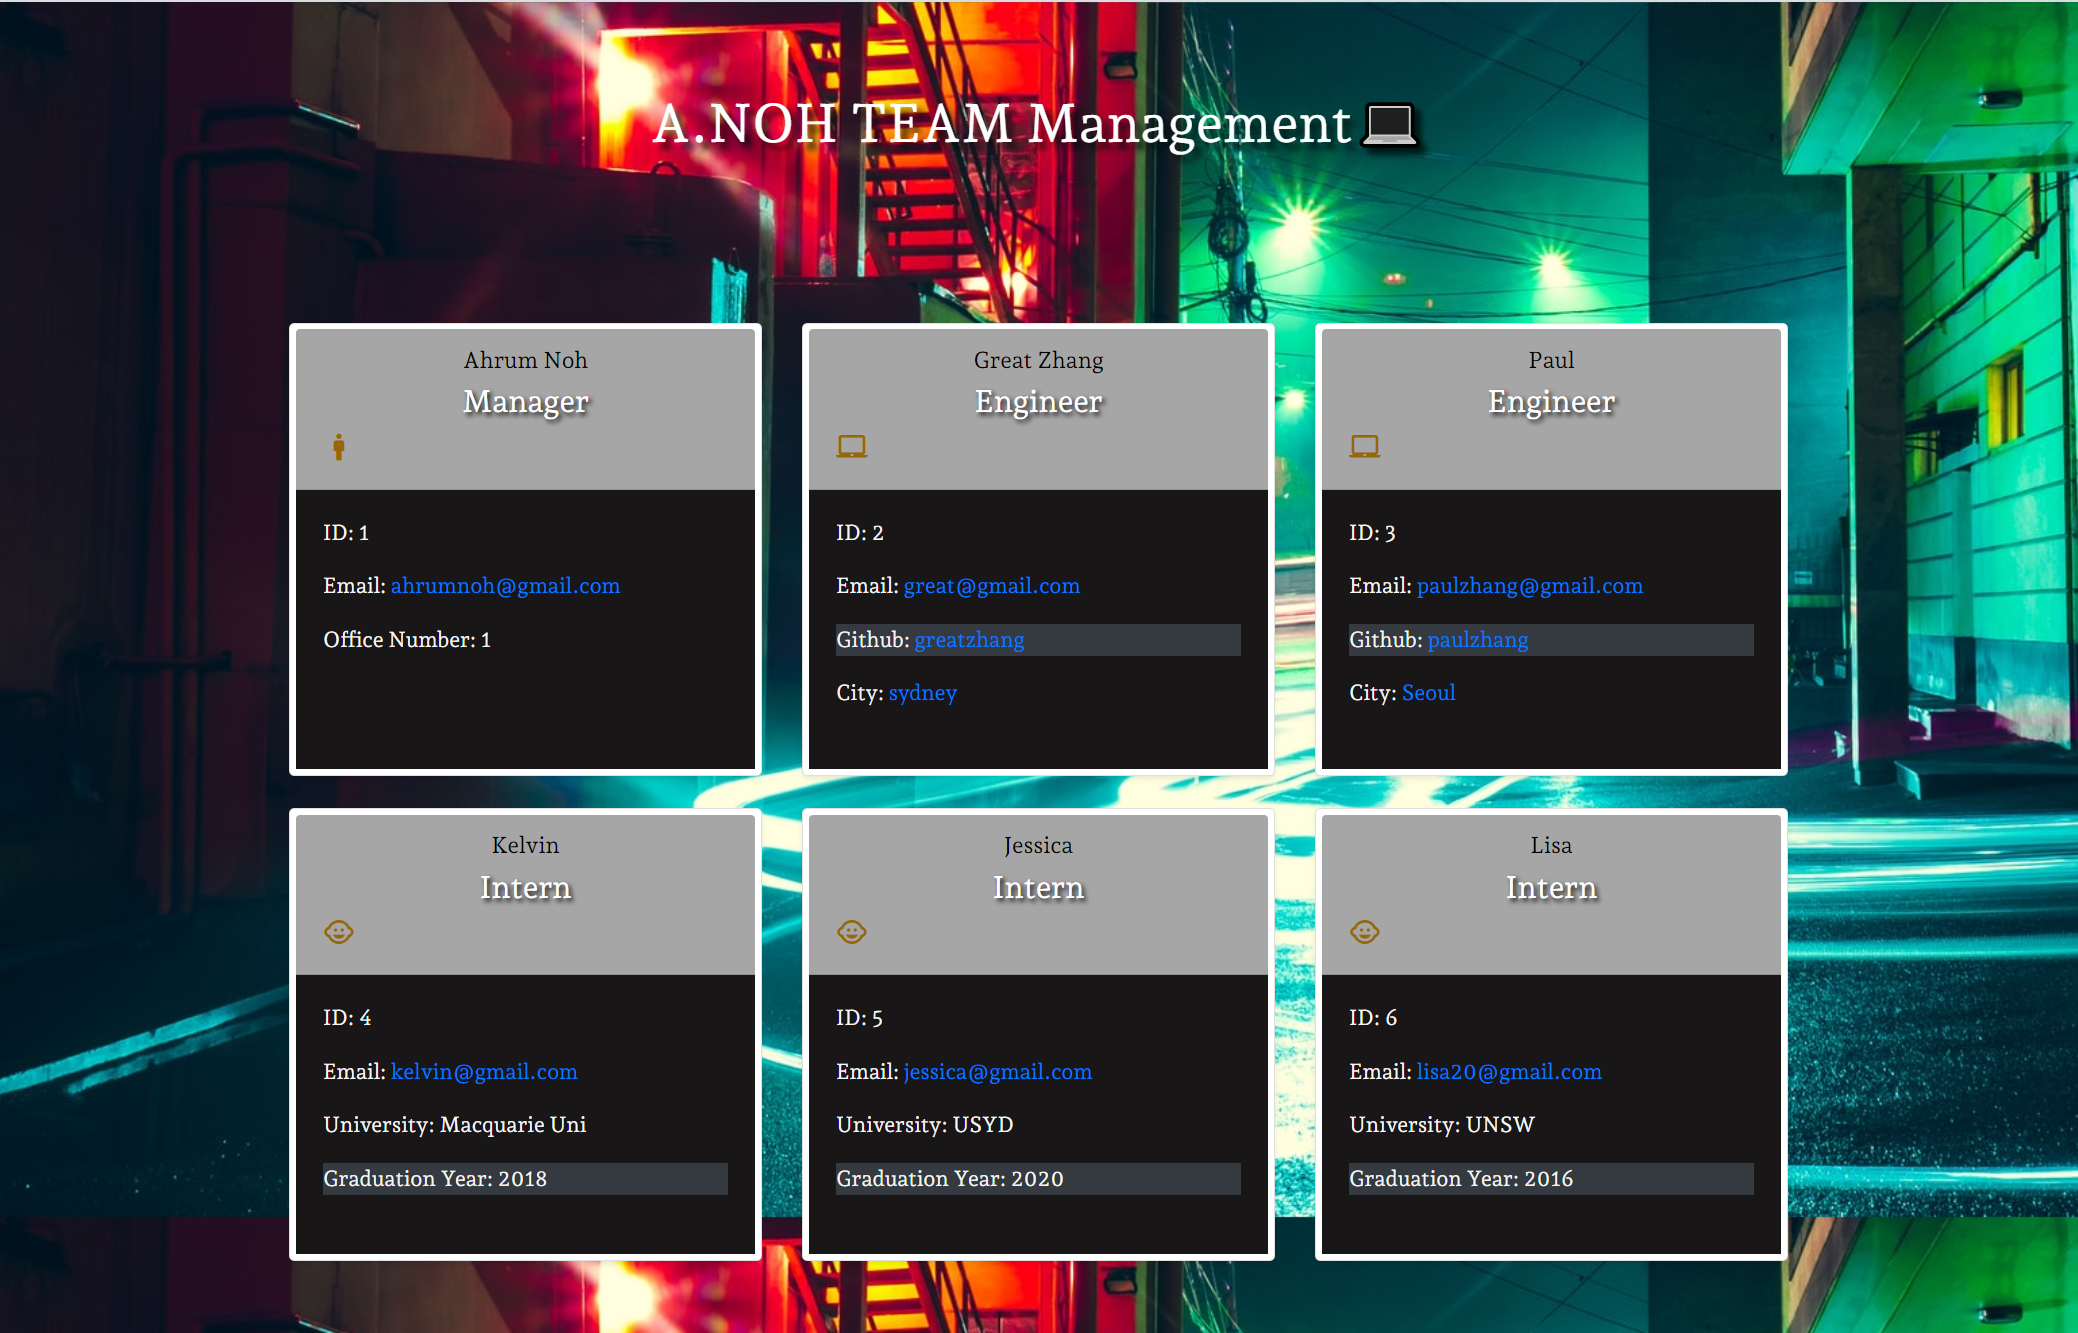 A.NOH TEAM Management
Ahrum Noh
Manager
ID: 1
Email: ahrumnoh@gmail.com
Office Number: 1
Great Zhang
Engineer
ID: 2
Email: great@gmail.com
Github: greatzhang
City: sydney
Paul
Engineer
ID: 3
Email: paulzhang@gmail.com
Github: paulzhang
City: Seoul
Kelvin
Intern
ID: 4
Email: kelvin@gmail.com
University: Macquarie Uni
Graduation Year: 2018
Jessica
Intern
ID: 5
Email: jessica@gmail.com
University: USYD
Graduation Year: 2020
Lisa
Intern
ID: 6
Email: lisa20@gmail.com
University: UNSW
Graduation Year: 2016